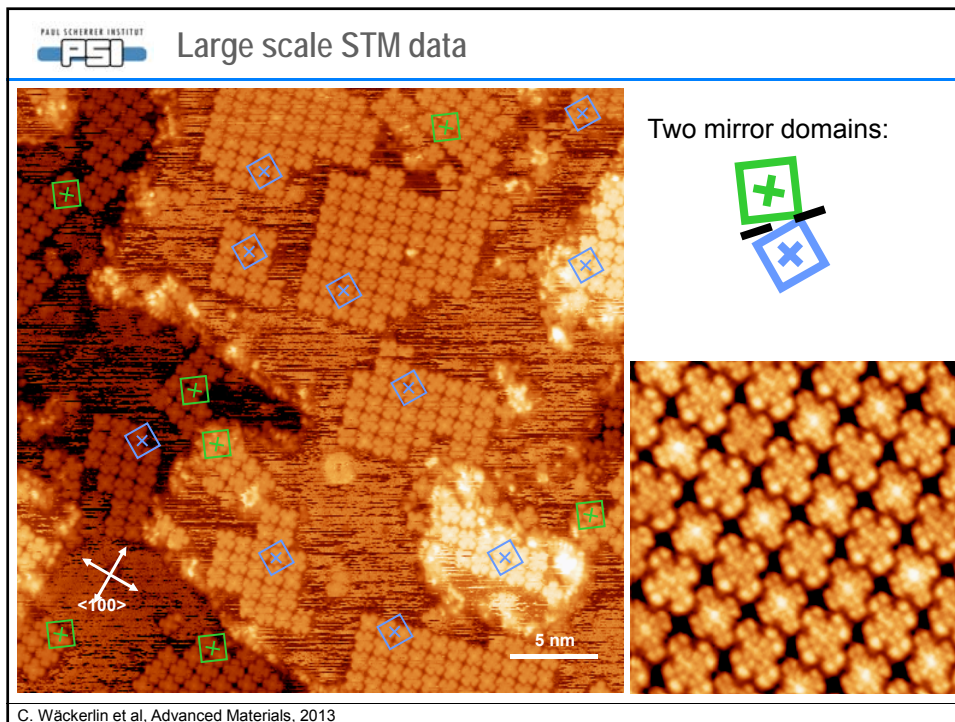 PAUL SCHERRER INSTITUT
PSI
Large scale STM data
Two mirror domains:
<100>
5 nm
C. Wäckerlin et al, Advanced Materials, 2013